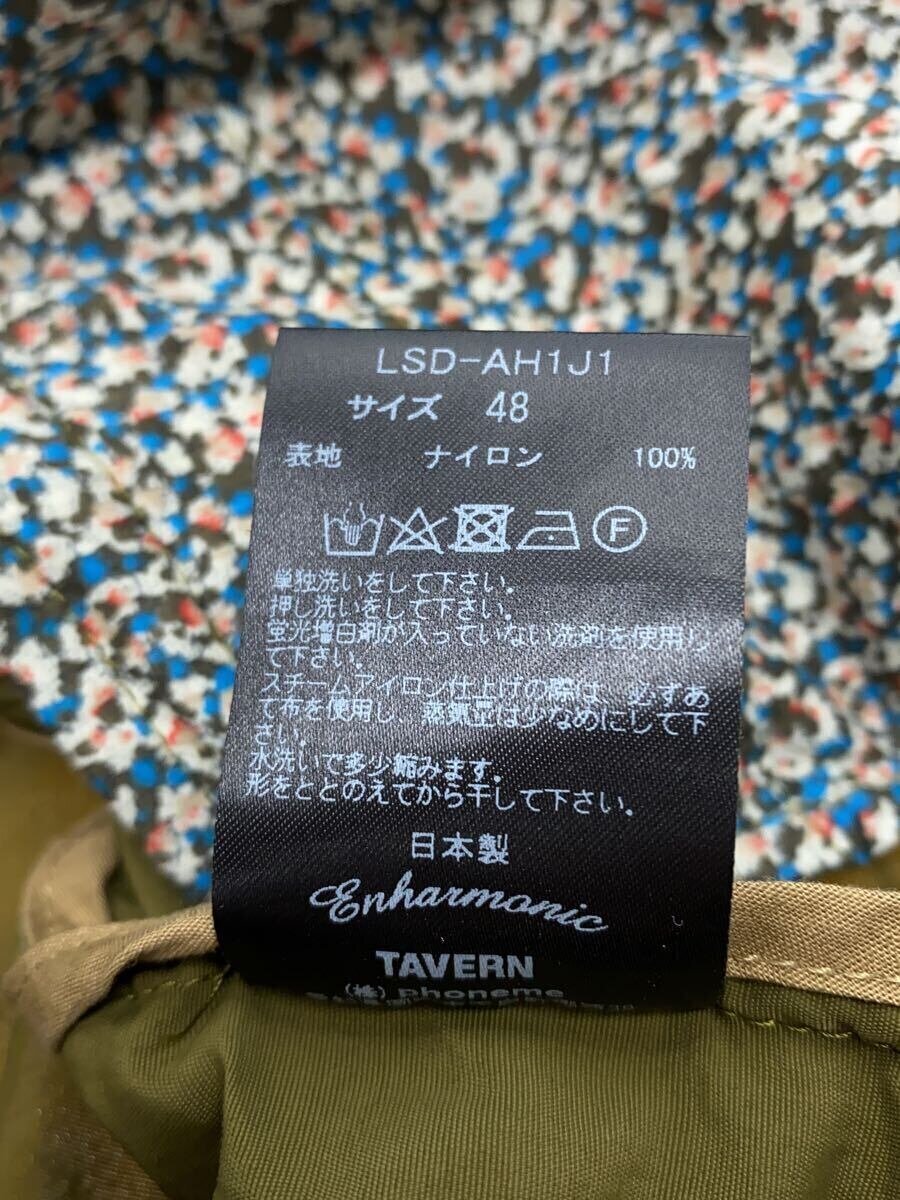 LSD-AH1J1
サイズ 48
表地 ナイロン 100%
F
単独洗いをして下さい。
押し洗いをして下さい。
蛍光増白剤が入っていない洗剤を使用し
て下さい。
スチームアイロン仕上げの際は 必ずあ
て布を使用し、蒸気量は少なめにして下
さい。
水洗いで多少縮みます。
形をととのえてから干して下さい。
日本製
Enharmonic
TAVERN
(株) phoneme